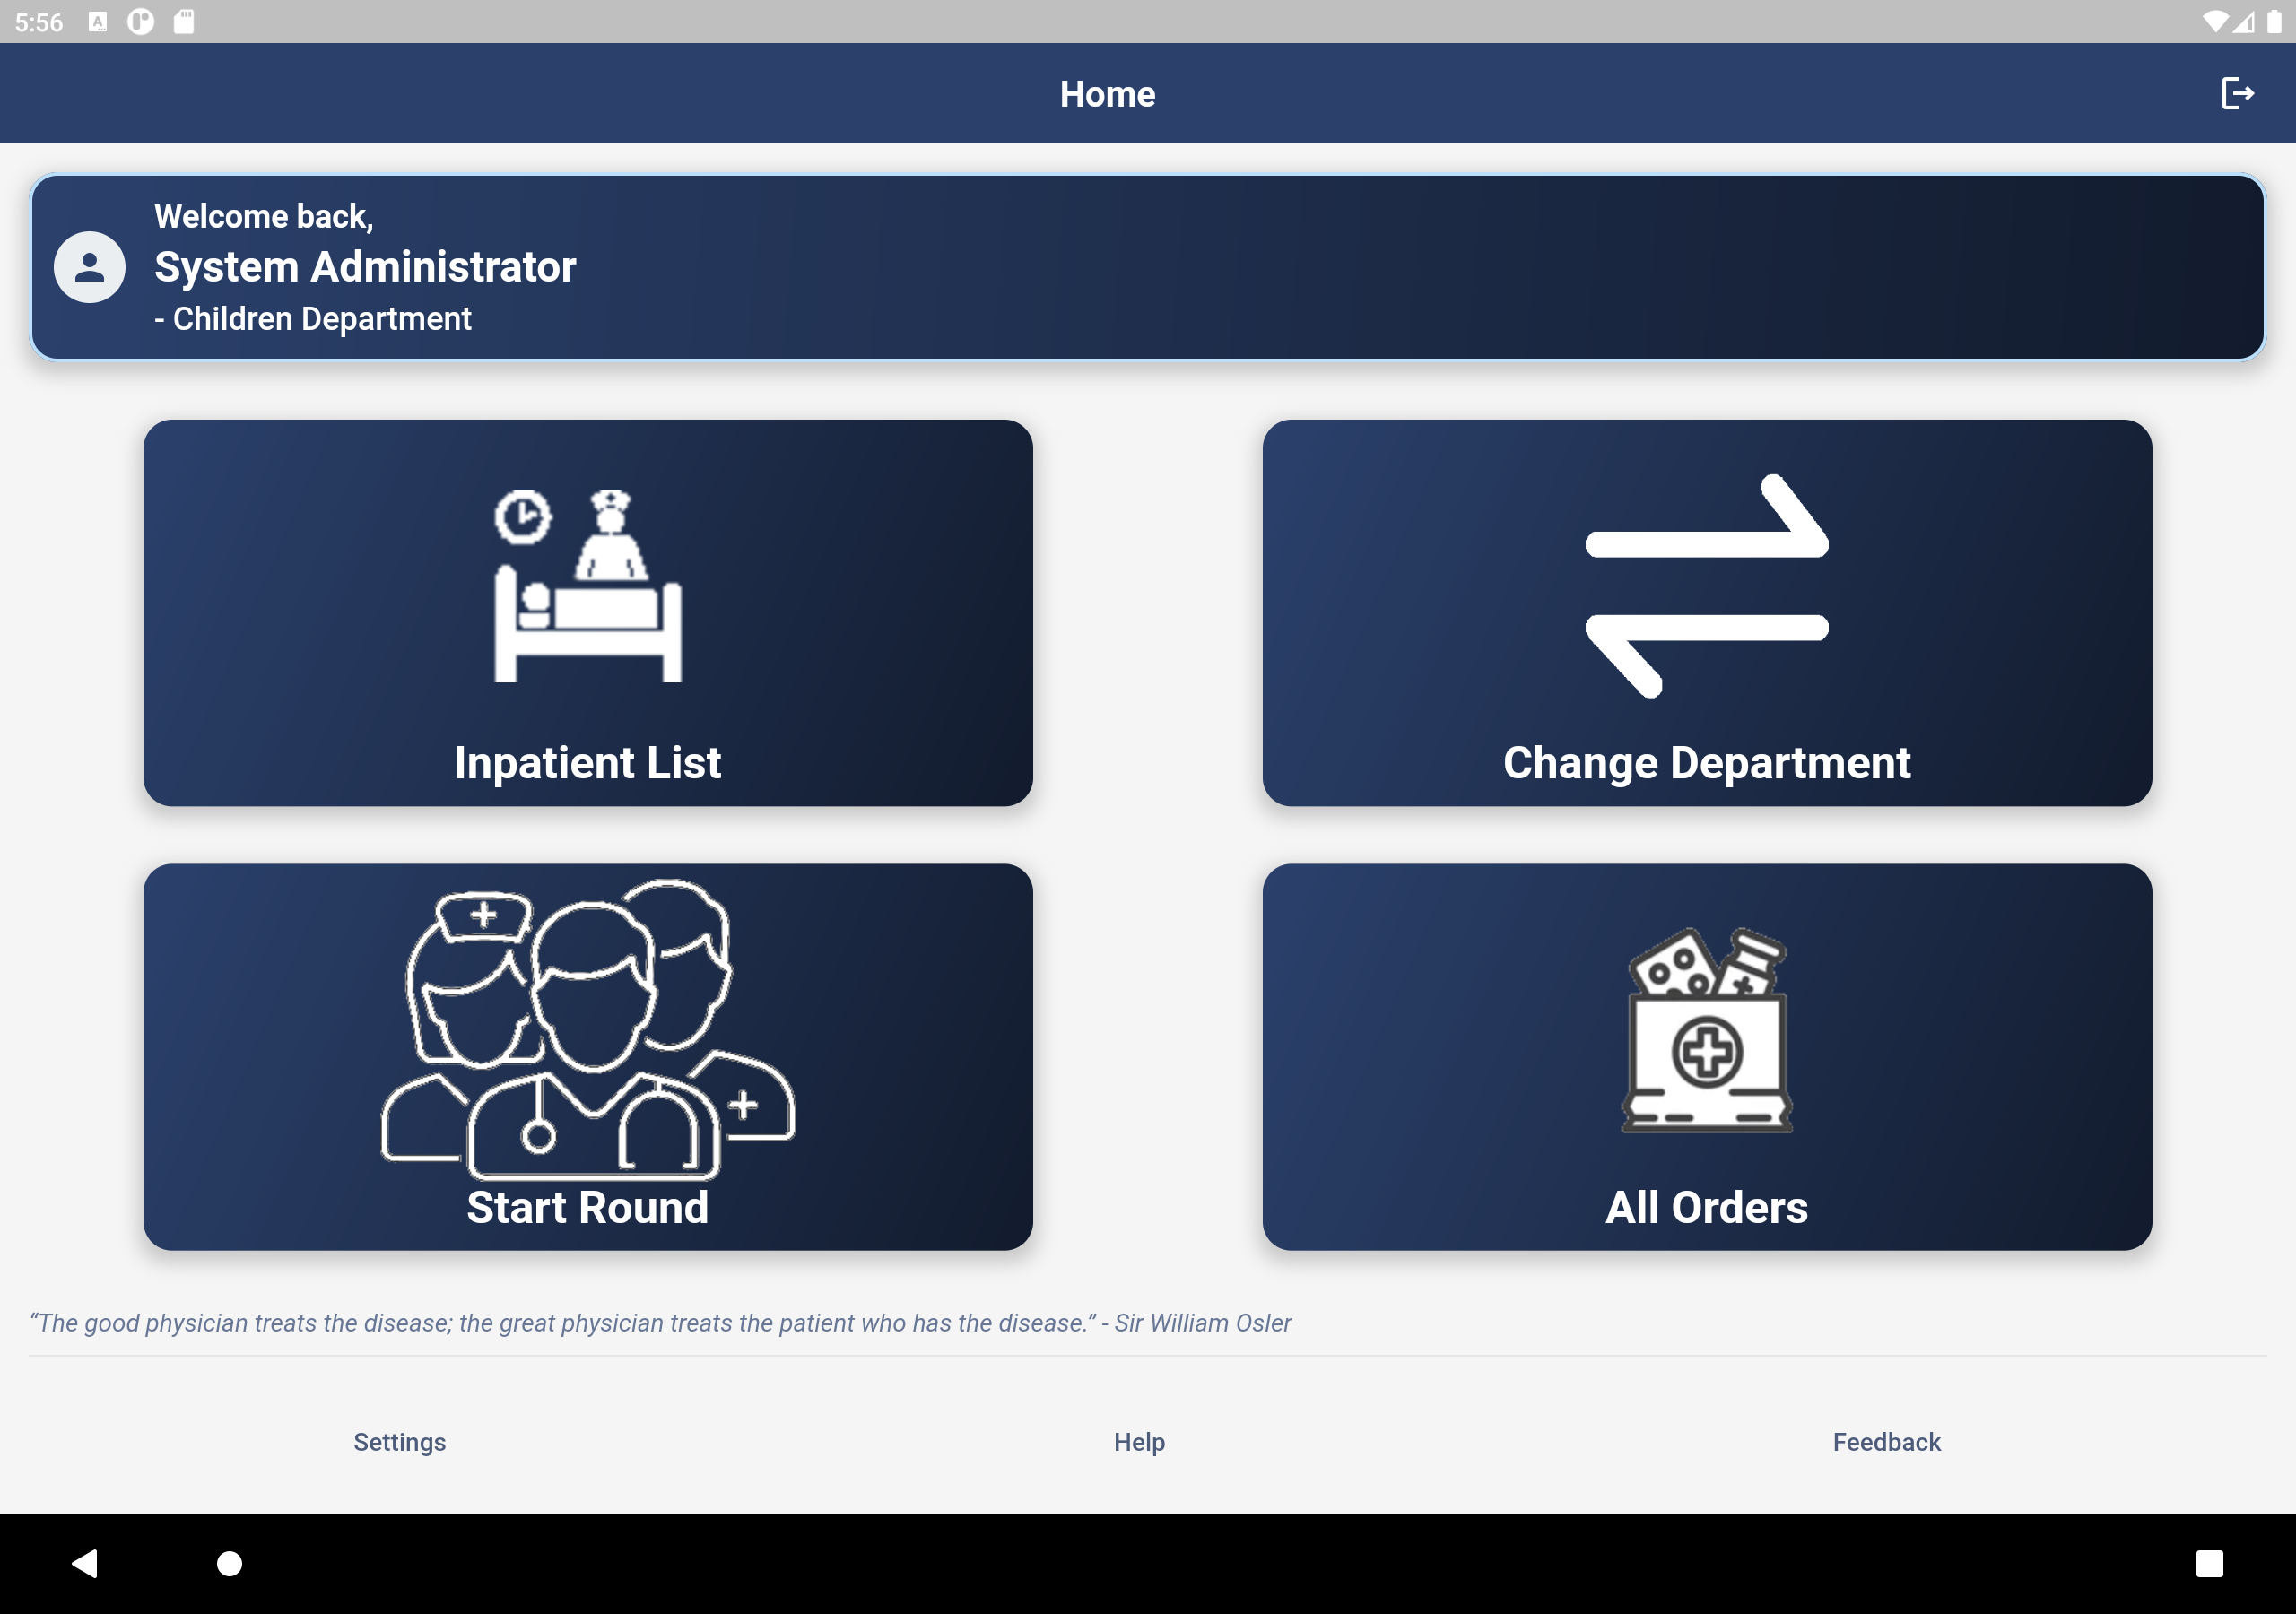 5:56
Home
Welcome back,
System Administrator
- Children Department
Inpatient List
Change Department
Start Round
All Orders
“The good physician treats the disease; the great physician treats the patient who has the disease.” - Sir William Osler
Settings
Help
Feedback